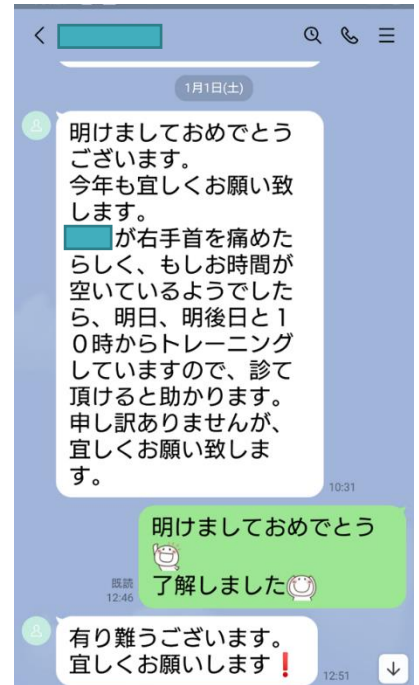 1月1日(土)
明けましておめでとう
ございます。
今年も宜しくお願い致
します。
が右手首を痛めた
らしく、もしお時間が
空いているようでした
ら、明日、明後日と1
0時からトレーニング
していますので、診て
頂けると助かります。
申し訳ありませんが、
宜しくお願い致しま
す。
10:31
明けましておめでとう
了解しました
既読
12:46
有り難うございます。
宜しくお願いします❗
12:51